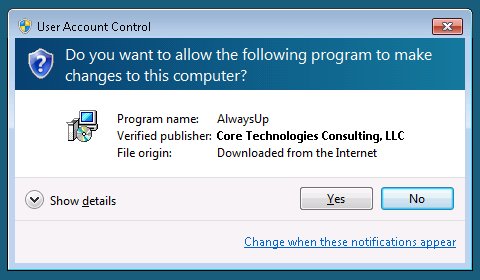 User Account Control
Do you want to allow the following program to make
changes to this computer?
Program name: AlwaysUp
Verified publisher: Core Technologies Consulting, LLC
File origin: Downloaded from the Internet
Show details
Yes
No
Change when these notifications appear